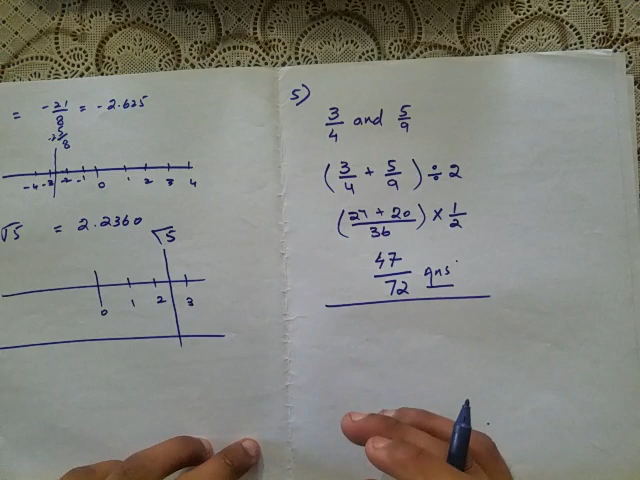 = -21/8 = -2.625
-4 -3 -2 -1 0 1 2 3 4
√5 = 2.2360
√5
0 1 2 3
5)
3/4 and 5/9
(3/4 + 5/9) ÷ 2
(27 + 20/36) × 1/2
47/72 ans